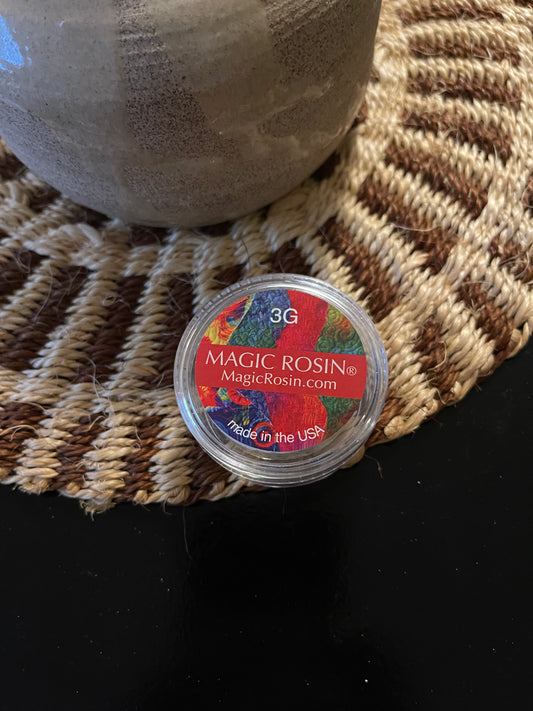 3G
MAGIC ROSIN®
MagicRosin.com
made in the USA